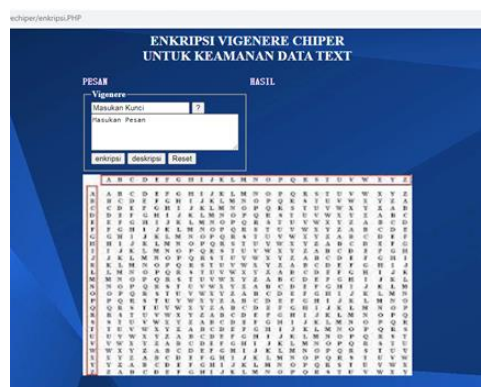 echiper/enkripsi.PHP
ENKRIPSI VIGENERE CHIPER
UNTUK KEAMANAN DATA TEXT
PESAN HASIL
Vigenere
Masukan Kunci ?
Masukan Pesan
enkripsi deskripsi Reset
A B C D E F G H I J K L M N O P Q R S T U V W X Y Z
A A B C D E F G H I J K L M N O P Q R S T U V W X Y Z
B B C D E F G H I J K L M N O P Q R S T U V W X Y Z A
C C D E F G H I J K L M N O P Q R S T U V W X Y Z A B
D D E F G H I J K L M N O P Q R S T U V W X Y Z A B C
E E F G H I J K L M N O P Q R S T U V W X Y Z A B C D
F F G H I J K L M N O P Q R S T U V W X Y Z A B C D E
G G H I J K L M N O P Q R S T U V W X Y Z A B C D E F
H H I J K L M N O P Q R S T U V W X Y Z A B C D E F G
I I J K L M N O P Q R S T U V W X Y Z A B C D E F G H
J J K L M N O P Q R S T U V W X Y Z A B C D E F G H I
K K L M N O P Q R S T U V W X Y Z A B C D E F G H I J
L L M N O P Q R S T U V W X Y Z A B C D E F G H I J K
M M N O P Q R S T U V W X Y Z A B C D E F G H I J K L
N N O P Q R S T U V W X Y Z A B C D E F G H I J K L M
O O P Q R S T U V W X Y Z A B C D E F G H I J K L M N
P P Q R S T U V W X Y Z A B C D E F G H I J K L M N O
Q Q R S T U V W X Y Z A B C D E F G H I J K L M N O P
R R S T U V W X Y Z A B C D E F G H I J K L M N O P Q
S S T U V W X Y Z A B C D E F G H I J K L M N O P Q R
T T U V W X Y Z A B C D E F G H I J K L M N O P Q R S
U U V W X Y Z A B C D E F G H I J K L M N O P Q R S T
V V W X Y Z A B C D E F G H I J K L M N O P Q R S T U
W W X Y Z A B C D E F G H I J K L M N O P Q R S T U V
X X Y Z A B C D E F G H I J K L M N O P Q R S T U V W
Y Y Z A B C D E F G H I J K L M N O P Q R S T U V W X
Z Z A B C D E F G H I J K L M N O P Q R S T U V W X Y